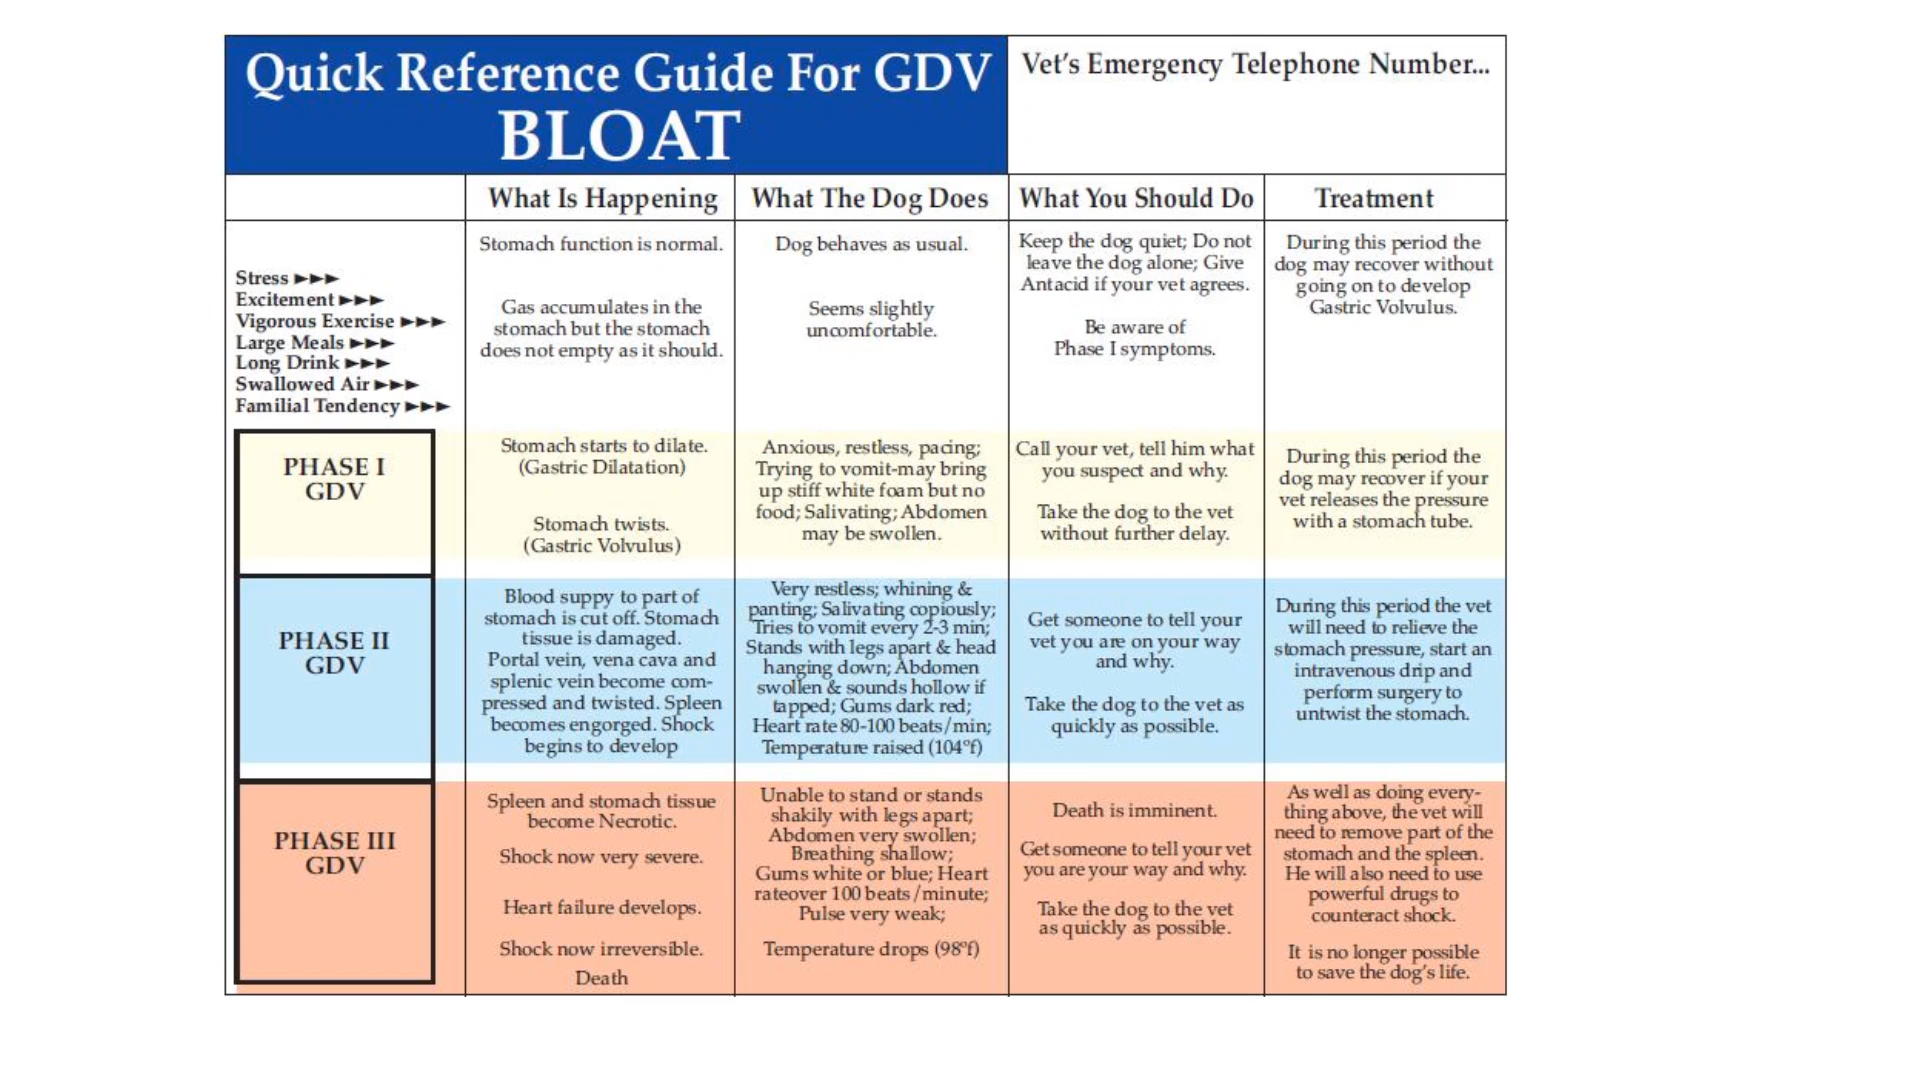 Quick Reference Guide For GDV
BLOAT
Vet's Emergency Telephone Number...
What Is Happening
What The Dog Does
What You Should Do
Treatment
Stress ►►►
Excitement ►►►
Vigorous Exercise ►►►
Large Meals ►►►
Long Drink ►►►
Swallowed Air ►►►
Familial Tendency ►►►
Stomach function is normal.
Gas accumulates in the
stomach but the stomach
does not empty as it should.
Dog behaves as usual.
Seems slightly
uncomfortable.
Keep the dog quiet; Do not
leave the dog alone; Give
Antacid if your vet agrees.
Be aware of
Phase I symptoms.
During this period the
dog may recover without
going on to develop
Gastric Volvulus.
PHASE I
GDV
Stomach starts to dilate.
(Gastric Dilatation)
Stomach twists.
(Gastric Volvulus)
Anxious, restless, pacing;
Trying to vomit-may bring
up stiff white foam but no
food; Salivating; Abdomen
may be swollen.
Call your vet, tell him what
you suspect and why.
Take the dog to the vet
without further delay.
During this period the
dog may recover if your
vet releases the pressure
with a stomach tube.
PHASE II
GDV
Blood suppy to part of
stomach is cut off. Stomach
tissue is damaged.
Portal vein, vena cava and
splenic vein become com-
pressed and twisted. Spleen
becomes engorged. Shock
begins to develop
Very restless; whining &
panting; Salivating copiously;
Tries to vomit every 2-3 min;
Stands with legs apart & head
hanging down; Abdomen
swollen & sounds hollow if
tapped; Gums dark red;
Heart rate 80-100 beats/min;
Temperature raised (104ºf)
Get someone to tell your
vet you are on your way
and why.
Take the dog to the vet as
quickly as possible.
During this period the vet
will need to relieve the
stomach pressure, start an
intravenous drip and
perform surgery to
untwist the stomach.
PHASE III
GDV
Spleen and stomach tissue
become Necrotic.
Shock now very severe.
Heart failure develops.
Shock now irreversible.
Death
Unable to stand or stands
shakily with legs apart;
Abdomen very swollen;
Breathing shallow;
Gums white or blue; Heart
rateover 100 beats/minute;
Pulse very weak;
Temperature drops (98ºf)
Death is imminent.
Get someone to tell your vet
you are your way and why.
Take the dog to the vet
as quickly as possible.
As well as doing every-
thing above, the vet will
need to remove part of the
stomach and the spleen.
He will also need to use
powerful drugs to
counteract shock.
It is no longer possible
to save the dog's life.